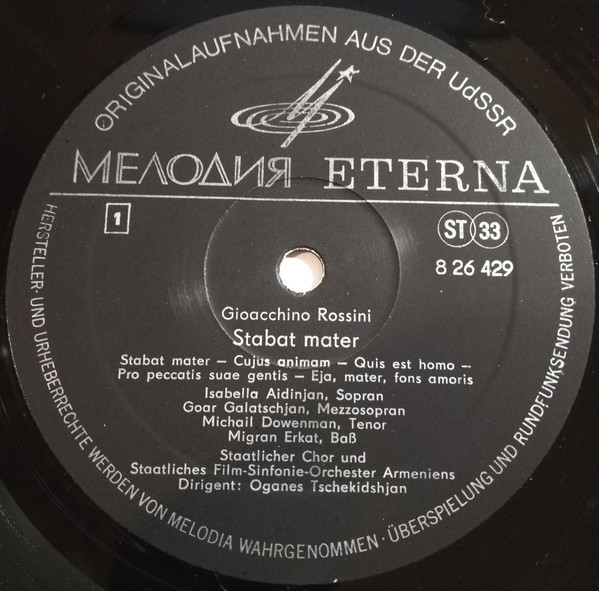 ORIGINALAUFNAHMEN AUS DER UdSSR
МЕЛОДИЯ ETERNA
1
ST 33
8 26 429
Gioacchino Rossini
Stabat mater
Stabat mater – Cujus animam – Quis est homo –
Pro peccatis suae gentis – Eja, mater, fons amoris
Isabella Aidinjan, Sopran
Goar Galatschjan, Mezzosopran
Michail Dowenman, Tenor
Migran Erkat, Baß
Staatlicher Chor und
Staatliches Film-Sinfonie-Orchester Armeniens
Dirigent: Oganes Tschekidshjan
HERSTELLER- UND URHEBERRECHTE WERDEN VON MELODIA WAHRGENOMMEN · ÜBERSPIELUNG UND RUNDFUNKSENDUNG VERBOTEN